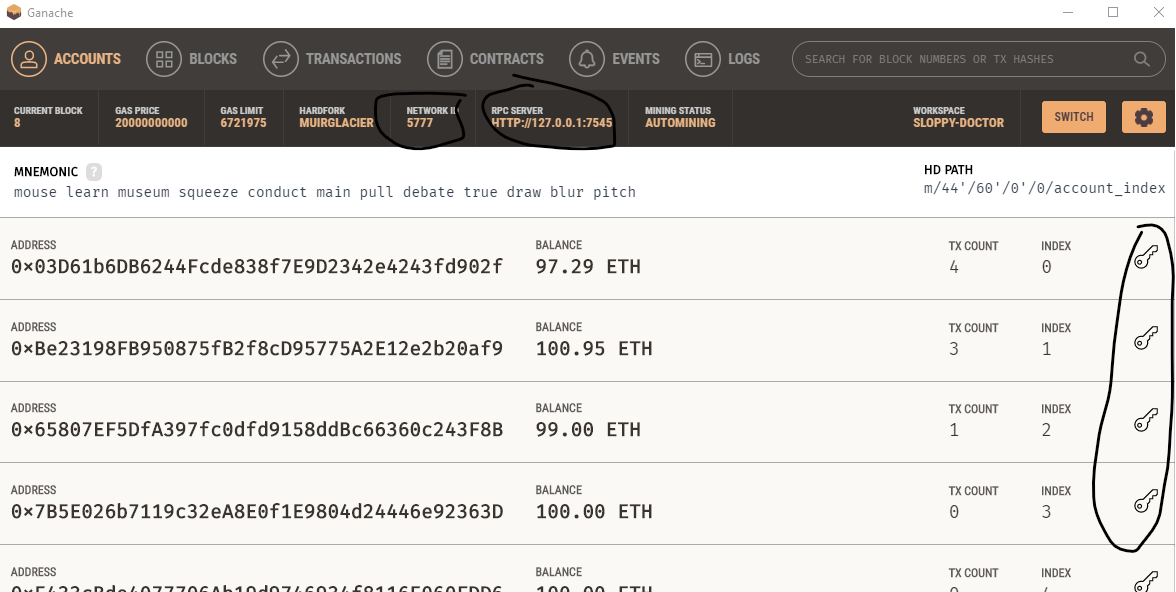 Ganache
ACCOUNTS BLOCKS TRANSACTIONS CONTRACTS EVENTS LOGS SEARCH FOR BLOCK NUMBERS OR TX HASHES
CURRENT BLOCK GAS PRICE GAS LIMIT HARDFORK NETWORK ID RPC SERVER MINING STATUS WORKSPACE
8 20000000000 6721975 MUIRGLACIER 5777 HTTP://127.0.0.1:7545 AUTOMINING SLOPPY-DOCTOR SWITCH
MNEMONIC ? HD PATH
mouse learn museum squeeze conduct main pull debate true draw blur pitch m/44'/60'/0'/0/account_index
ADDRESS BALANCE TX COUNT INDEX
0×03D61b6DB6244Fcde838f7E9D2342e4243fd902f 97.29 ETH 4 0
ADDRESS BALANCE TX COUNT INDEX
0×Be23198FB950875fB2f8cD95775A2E12e2b20af9 100.95 ETH 3 1
ADDRESS BALANCE TX COUNT INDEX
0×65807EF5DfA397fc0dfd9158ddBc66360c243F8B 99.00 ETH 1 2
ADDRESS BALANCE TX COUNT INDEX
0×7B5E026b7119c32eA8E0f1E9804d24446e92363D 100.00 ETH 0 3
ADDRESS BALANCE TX COUNT INDEX
100.00 ETH